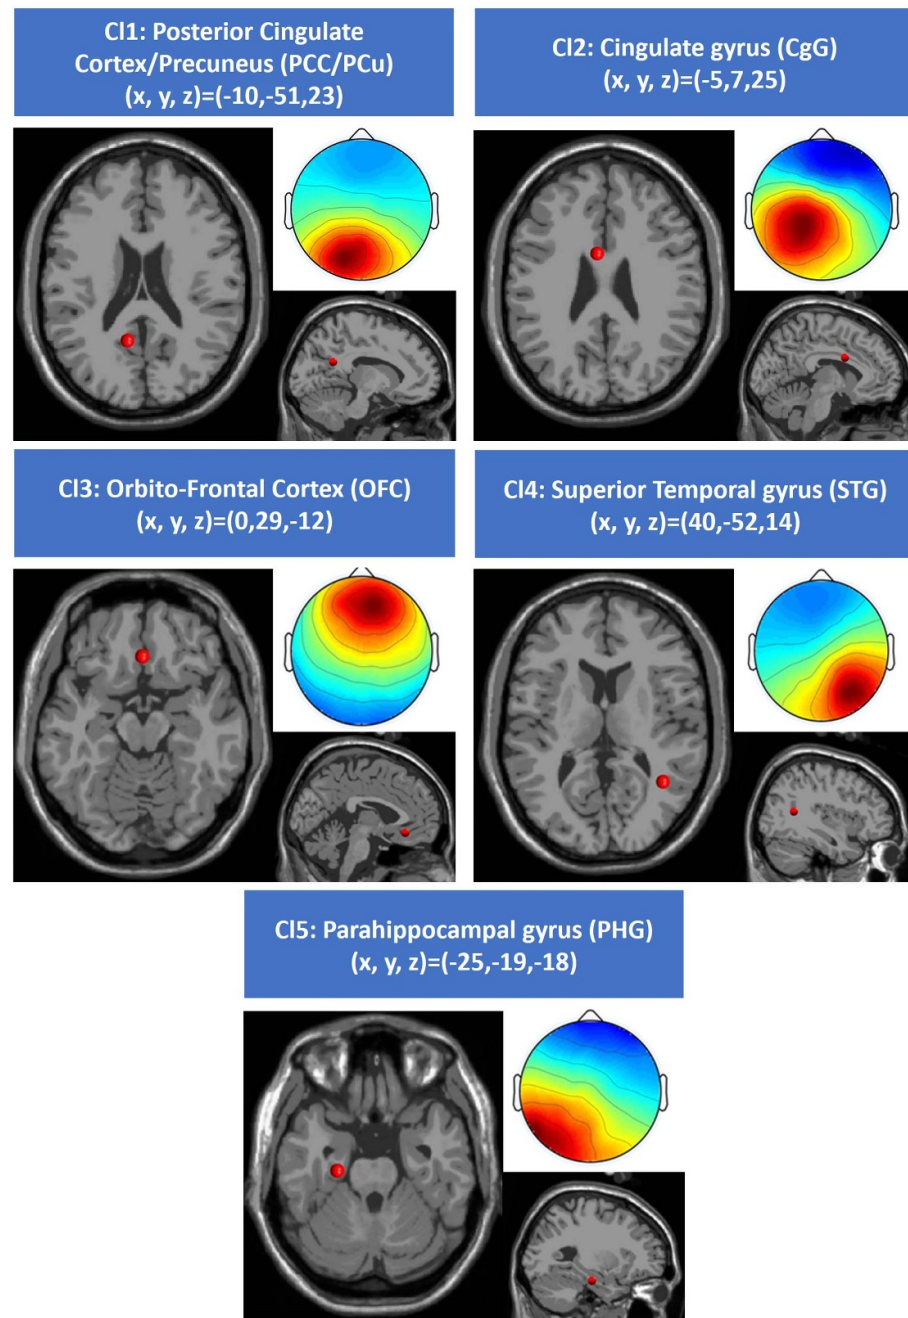 Cl1: Posterior Cingulate
Cortex/Precuneus (PCC/PCu)
(x, y, z)=(-10,-51,23)
Cl2: Cingulate gyrus (CgG)
(x, y, z)=(-5,7,25)
Cl3: Orbito-Frontal Cortex (OFC)
(x, y, z)=(0,29,-12)
Cl4: Superior Temporal gyrus (STG)
(x, y, z)=(40,-52,14)
Cl5: Parahippocampal gyrus (PHG)
(x, y, z)=(-25,-19,-18)